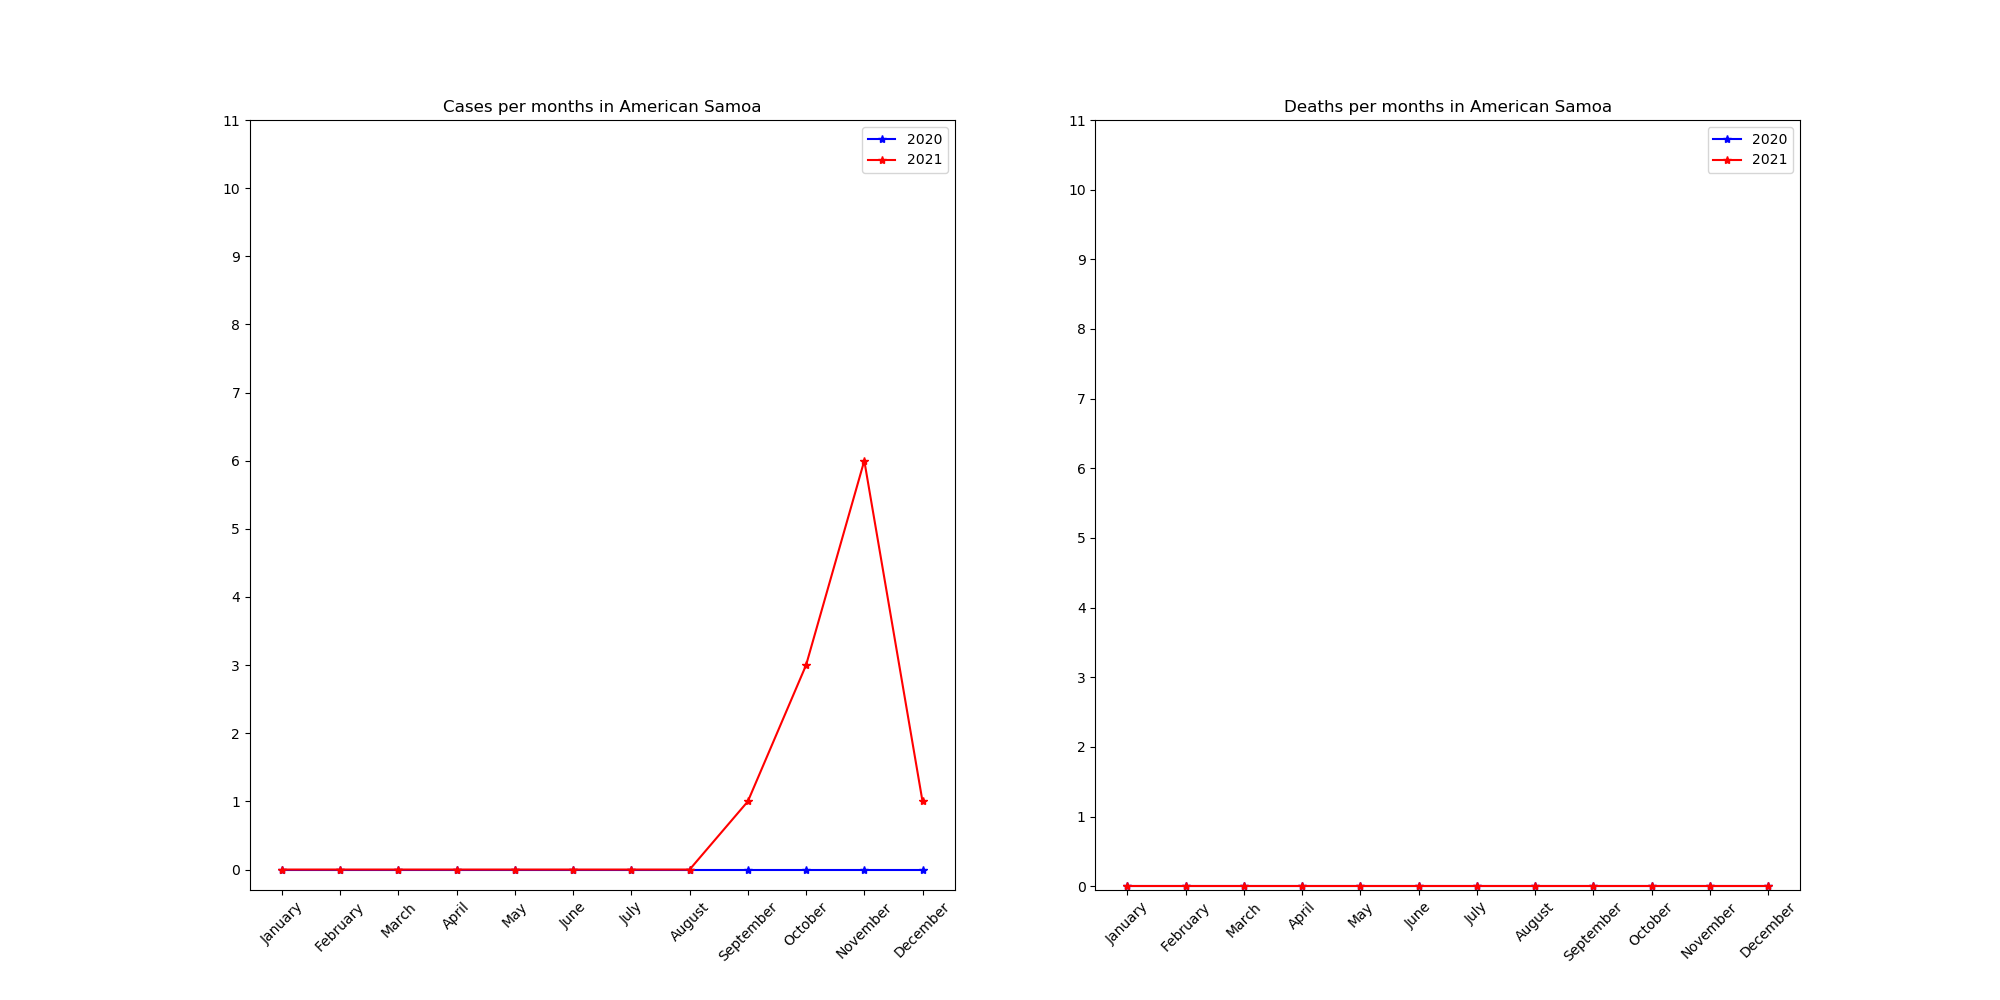 Cases per months in American Samoa
2020
2021
11
10
9
8
7
6
5
4
3
2
1
0
January
February
March
April
May
June
July
August
September
October
November
December
Deaths per months in American Samoa
2020
2021
11
10
9
8
7
6
5
4
3
2
1
0
January
February
March
April
May
June
July
August
September
October
November
December